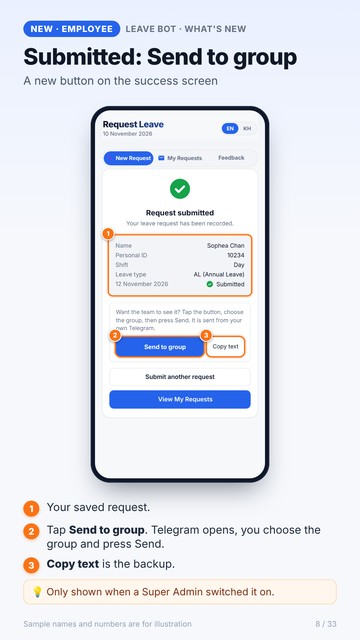 NEW · EMPLOYEE LEAVE BOT · WHAT'S NEW
Submitted: Send to group
A new button on the success screen
Request Leave
10 November 2026
EN KH
New Request My Requests Feedback
Request submitted
Your leave request has been recorded.
1
Name Sophea Chan
Personal ID 10234
Shift Day
Leave type AL (Annual Leave)
12 November 2026 Submitted
Want the team to see it? Tap the button, choose
the group, then press Send. It is sent from your
own Telegram.
2 3
Send to group Copy text
Submit another request
View My Requests
1 Your saved request.
2 Tap Send to group. Telegram opens, you choose the
group and press Send.
3 Copy text is the backup.
💡 Only shown when a Super Admin switched it on.
Sample names and numbers are for illustration 8 / 33